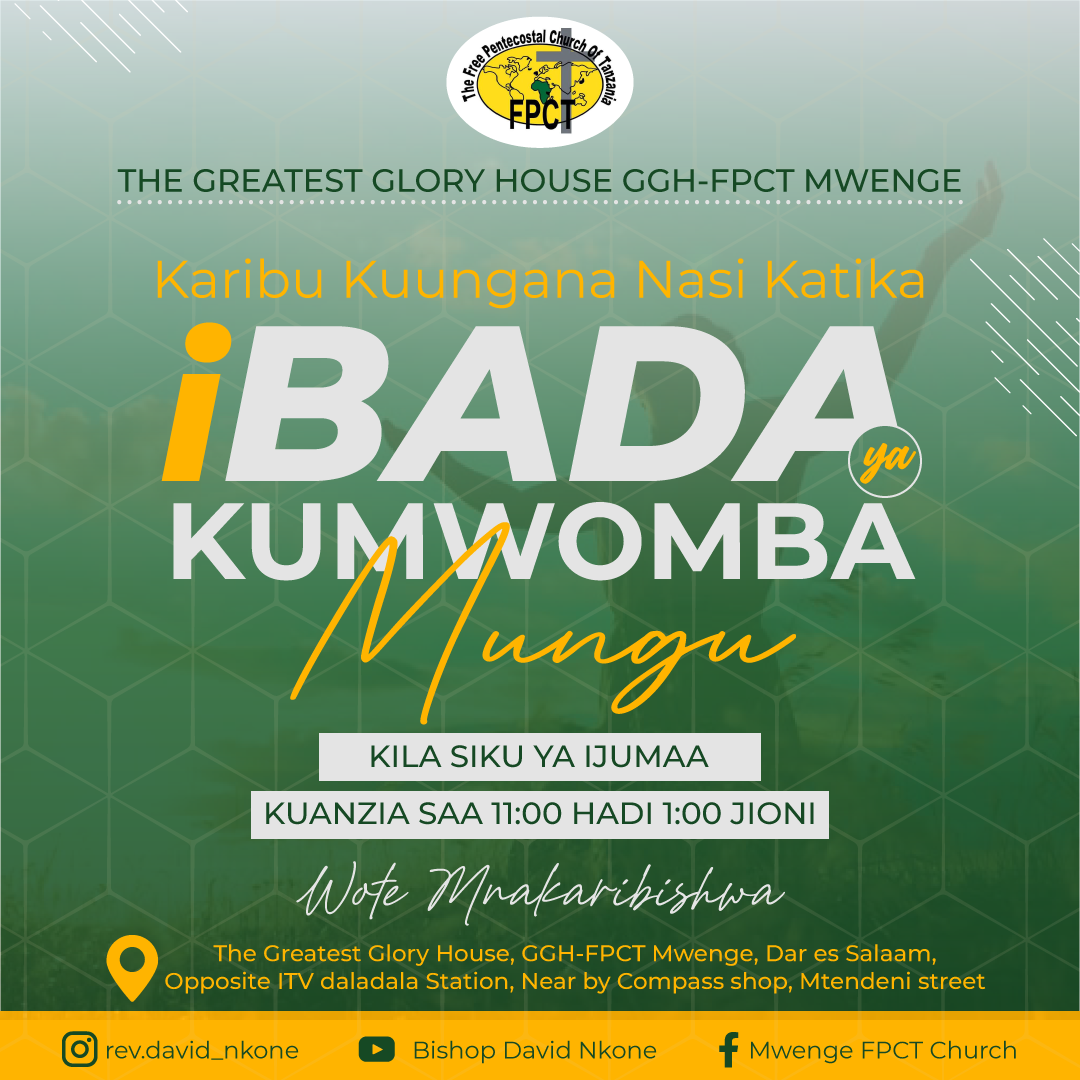 The Free Pentecostal Church Of Tanzania
FPCT
THE GREATEST GLORY HOUSE GGH-FPCT MWENGE
Karibu Kuungana Nasi Katika
iBADA
ya
KUMWOMBA
Mungu
KILA SIKU YA IJUMAA
KUANZIA SAA 11:00 HADI 1:00 JIONI
Wote Mnakaribishwa
The Greatest Glory House, GGH-FPCT Mwenge, Dar es Salaam,
Opposite ITV daladala Station, Near by Compass shop, Mtendeni street
rev.david_nkone
Bishop David Nkone
Mwenge FPCT Church